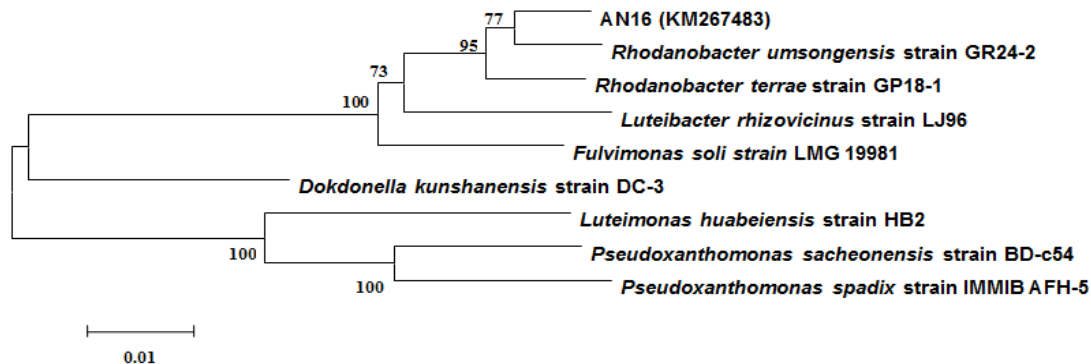 77
AN16 (KM267483)
95
Rhodanobacter umsongensis strain GR24-2
73
Rhodanobacter terrae strain GP18-1
100
Luteibacter rhizovicinus strain LJ96
Fulvimonas soli strain LMG 19981
Dokdonella kunshanensis strain DC-3
Luteimonas huabeiensis strain HB2
100
Pseudoxanthomonas sacheonensis strain BD-c54
100
Pseudoxanthomonas spadix strain IMMIB AFH-5
0.01